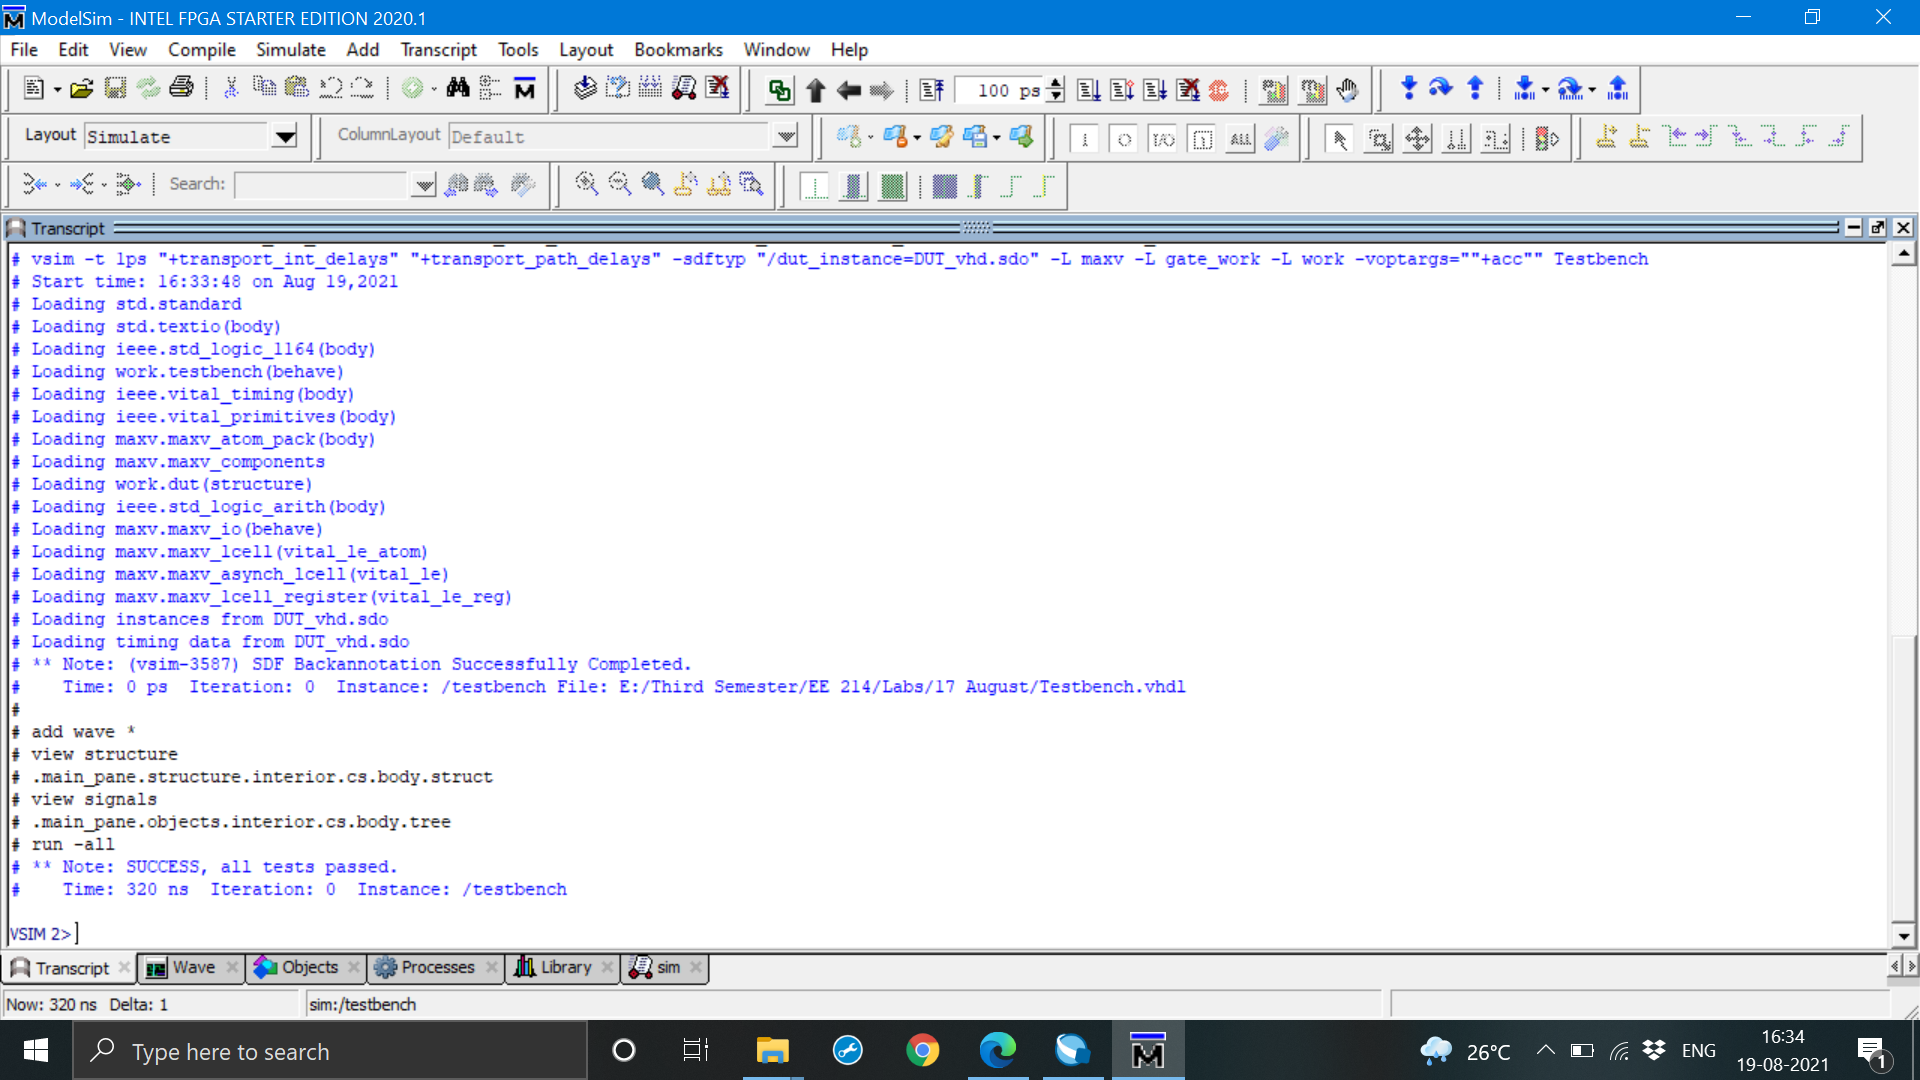 ModelSim - INTEL FPGA STARTER EDITION 2020.1
File Edit View Compile Simulate Add Transcript Tools Layout Bookmarks Window Help
100 ps
Layout Simulate ColumnLayout Default
ALL
Search:
Transcript
# vsim -t 1ps "+transport_int_delays" "+transport_path_delays" -sdftyp "/dut_instance=DUT_vhd.sdo" -L maxv -L gate_work -L work -voptargs=""+acc"" Testbench
# Start time: 16:33:48 on Aug 19,2021
# Loading std.standard
# Loading std.textio(body)
# Loading ieee.std_logic_1164(body)
# Loading work.testbench(behave)
# Loading ieee.vital_timing(body)
# Loading ieee.vital_primitives(body)
# Loading maxv.maxv_atom_pack(body)
# Loading maxv.maxv_components
# Loading work.dut(structure)
# Loading ieee.std_logic_arith(body)
# Loading maxv.maxv_io(behave)
# Loading maxv.maxv_lcell(vital_le_atom)
# Loading maxv.maxv_asynch_lcell(vital_le)
# Loading maxv.maxv_lcell_register(vital_le_reg)
# Loading instances from DUT_vhd.sdo
# Loading timing data from DUT_vhd.sdo
# ** Note: (vsim-3587) SDF Backannotation Successfully Completed.
#    Time: 0 ps  Iteration: 0  Instance: /testbench File: E:/Third Semester/EE 214/Labs/17 August/Testbench.vhdl
#
# add wave *
# view structure
# .main_pane.structure.interior.cs.body.struct
# view signals
# .main_pane.objects.interior.cs.body.tree
# run -all
# ** Note: SUCCESS, all tests passed.
#    Time: 320 ns  Iteration: 0  Instance: /testbench
VSIM 2>
Transcript Wave Objects Processes Library sim
Now: 320 ns Delta: 1 sim:/testbench
Type here to search
26°C ENG 16:34
19-08-2021
1